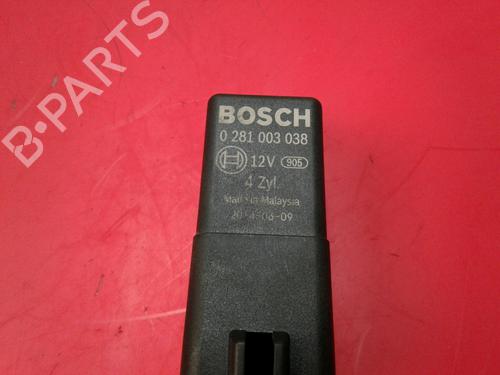 B-PARTS
BOSCH
0 281 003 038
12V 905
4 Zyl.
Made in Malaysia